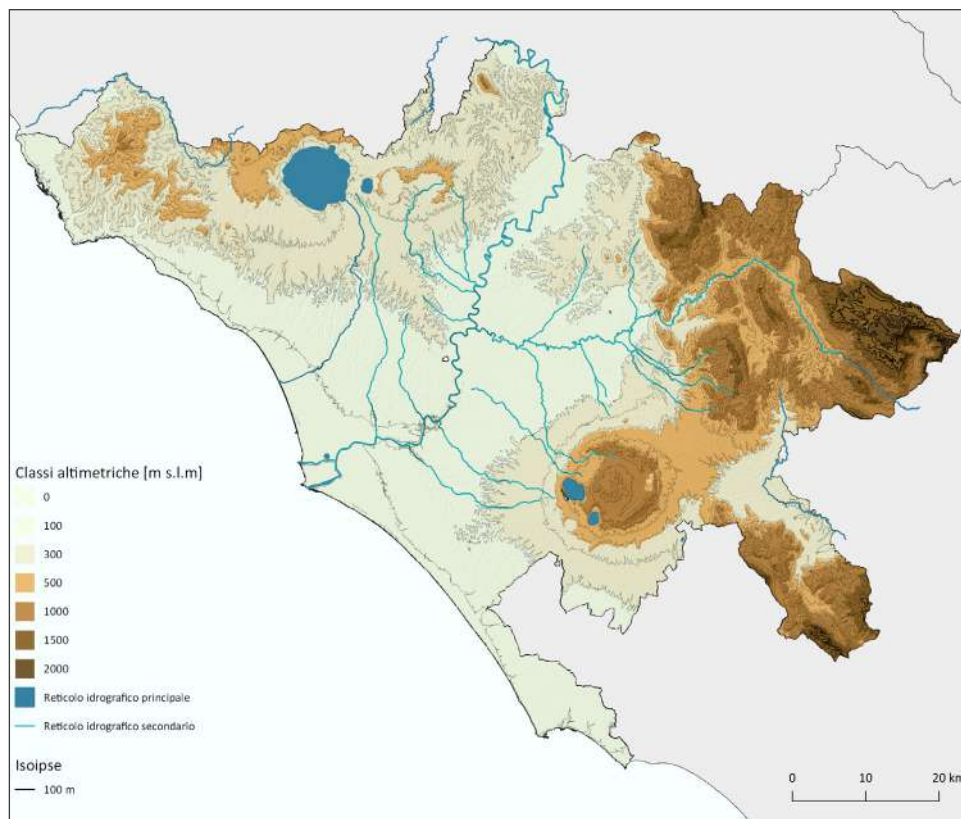 Classi altimetriche [m s.l.m]
0
100
300
500
1000
1500
2000
Reticolo idrografico principale
Reticolo idrografico secondario
Isoipse
100 m
0 10 20 km